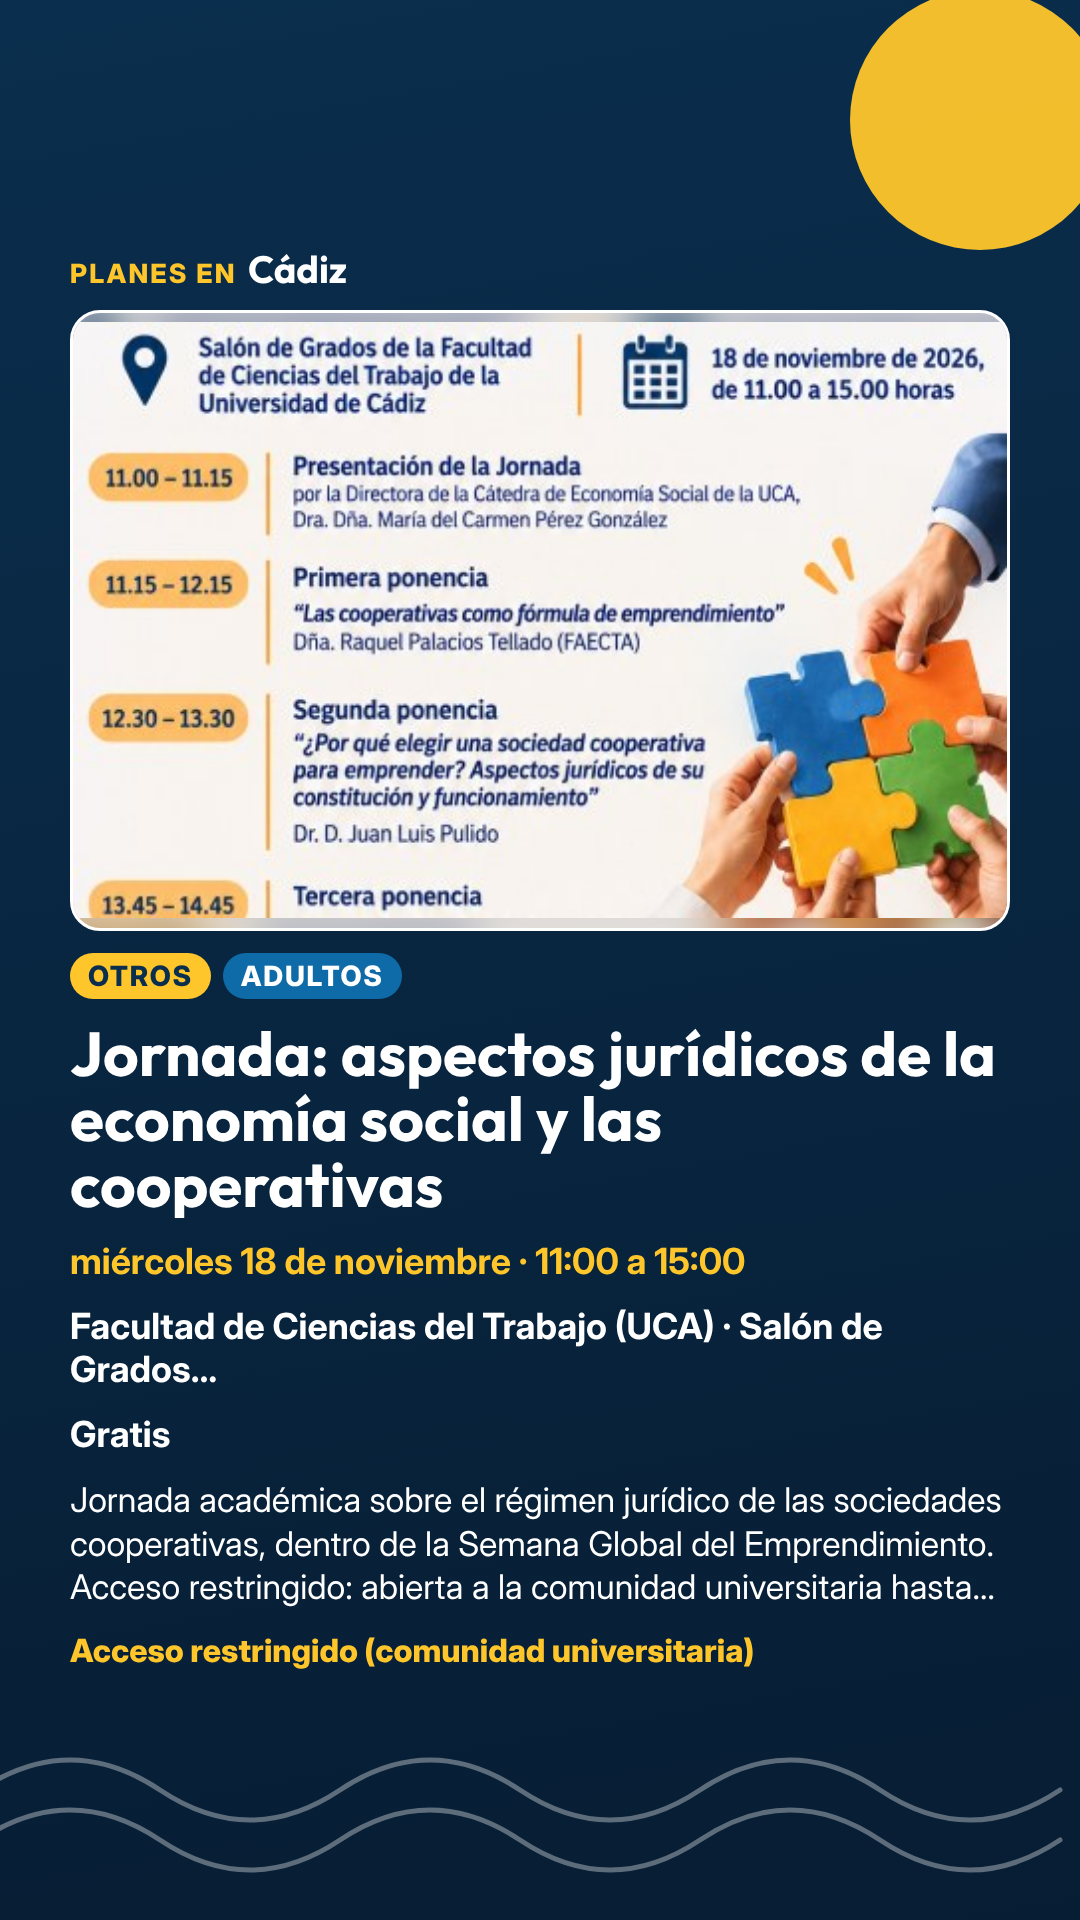 PLANES EN Cádiz
Salón de Grados de la Facultad
de Ciencias del Trabajo de la
Universidad de Cádiz
18 de noviembre de 2026,
de 11.00 a 15.00 horas
11.00 – 11.15
Presentación de la Jornada
por la Directora de la Cátedra de Economía Social de la UCA,
Dra. Dña. María del Carmen Pérez González
11.15 – 12.15
Primera ponencia
“Las cooperativas como fórmula de emprendimiento”
Dña. Raquel Palacios Tellado (FAECTA)
12.30 – 13.30
Segunda ponencia
“¿Por qué elegir una sociedad cooperativa
para emprender? Aspectos jurídicos de su
constitución y funcionamiento”
Dr. D. Juan Luis Pulido
13.45 – 14.45
Tercera ponencia
OTROS ADULTOS
Jornada: aspectos jurídicos de la
economía social y las
cooperativas
miércoles 18 de noviembre · 11:00 a 15:00
Facultad de Ciencias del Trabajo (UCA) · Salón de
Grados...
Gratis
Jornada académica sobre el régimen jurídico de las sociedades
cooperativas, dentro de la Semana Global del Emprendimiento.
Acceso restringido: abierta a la comunidad universitaria hasta...
Acceso restringido (comunidad universitaria)